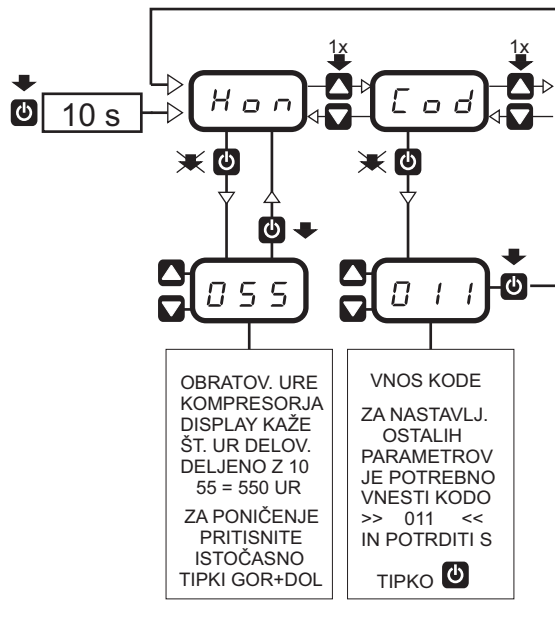 1x
1x
10 s
Hon
Cod
055
011
OBRATOV. URE
KOMPRESORJA
DISPLAY KAŽE
ŠT. UR DELOV.
DELJENO Z 10
55 = 550 UR
ZA PONIČENJE
PRITISNITE
ISTOČASNO
TIPKI GOR+DOL
VNOS KODE
ZA NASTAVLJ.
OSTALIH
PARAMETROV
JE POTREBNO
VNESTI KODO
>> 011 <<
IN POTRDITI S
TIPKO